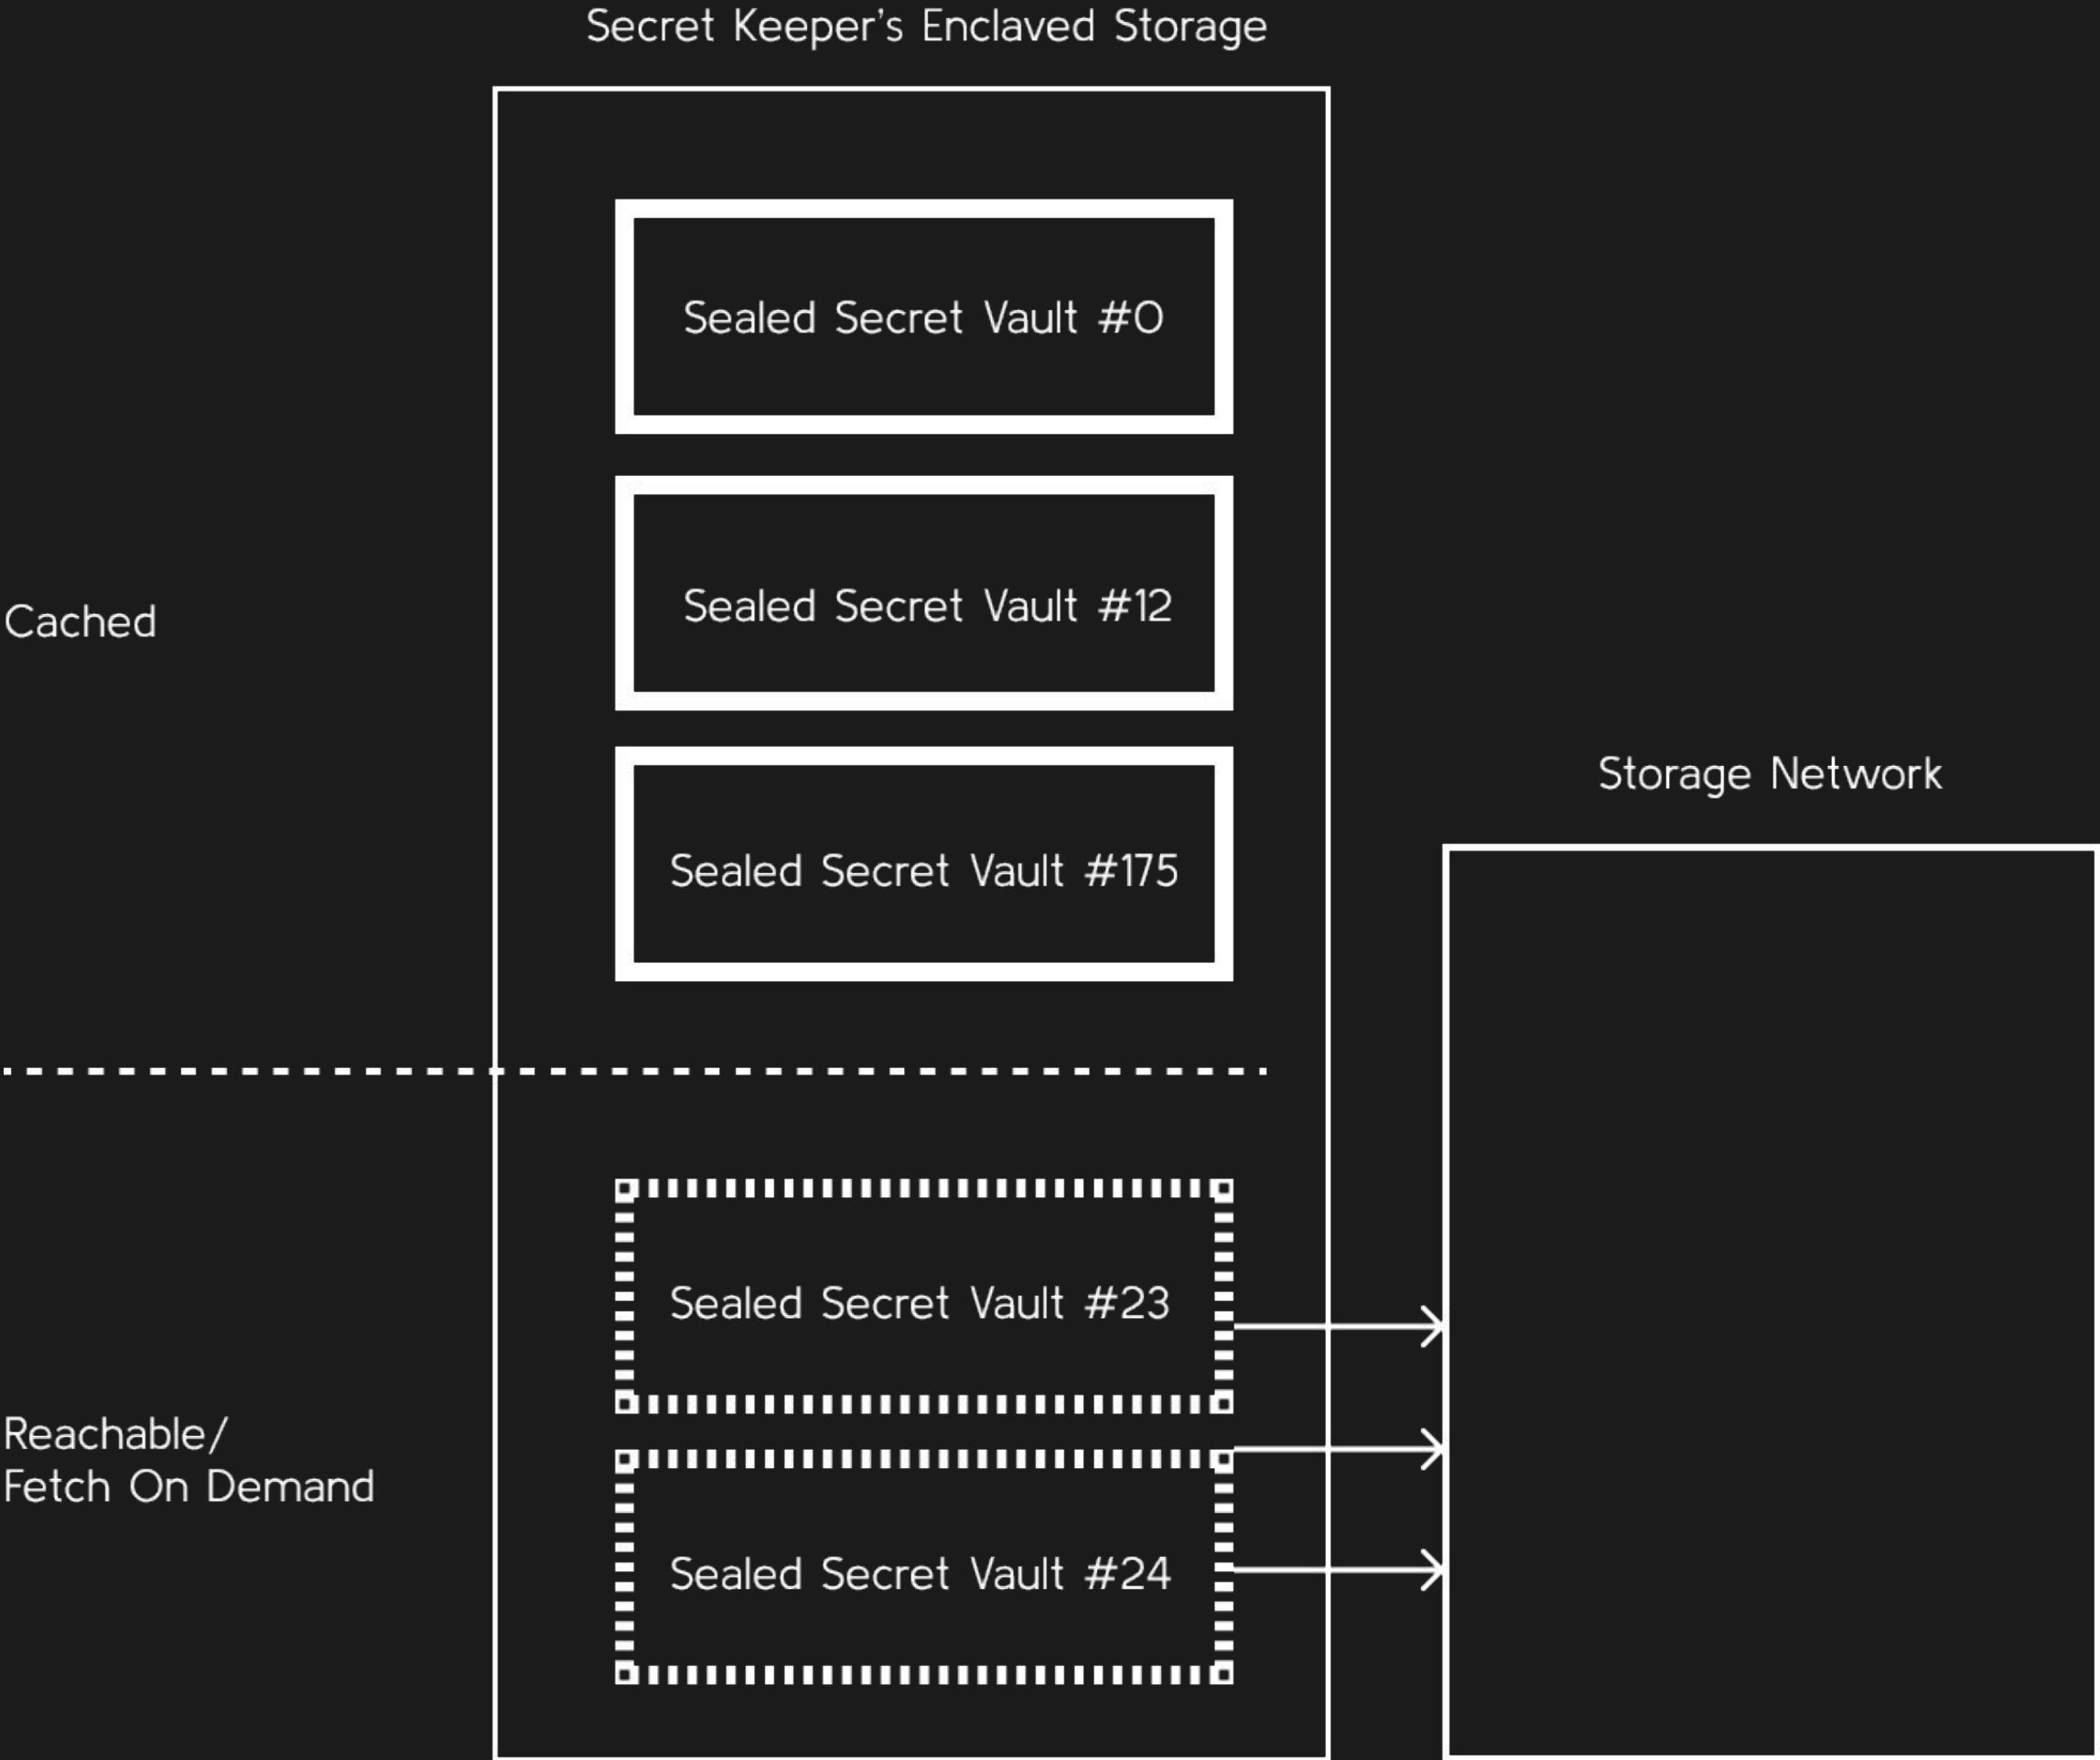 Secret Keeper’s Enclaved Storage
Sealed Secret Vault #0
Sealed Secret Vault #12
Cached
Sealed Secret Vault #175
Storage Network
Sealed Secret Vault #23
Reachable/
Fetch On Demand
Sealed Secret Vault #24